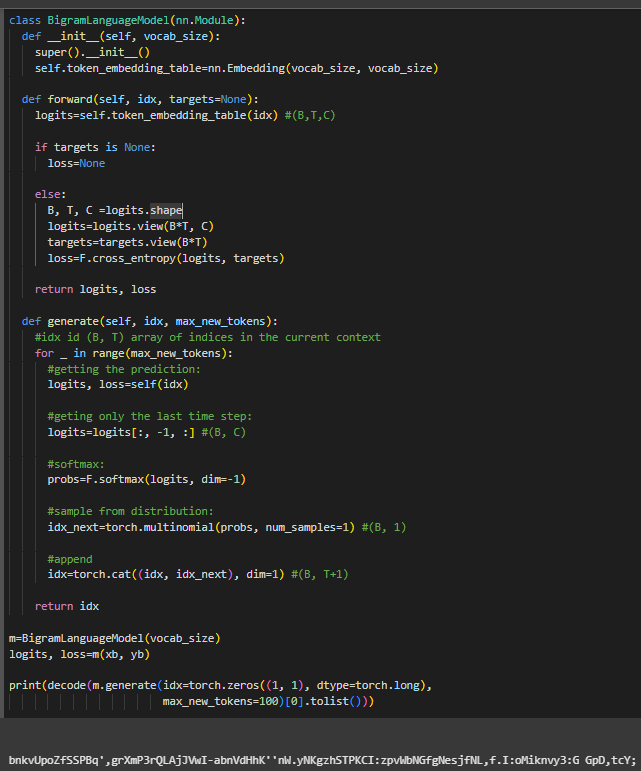 class BigramLanguageModel(nn.Module):
  def __init__(self, vocab_size):
    super().__init__()
    self.token_embedding_table=nn.Embedding(vocab_size, vocab_size)

  def forward(self, idx, targets=None):
    logits=self.token_embedding_table(idx) #(B,T,C)

    if targets is None:
      loss=None

    else:
      B, T, C =logits.shape
      logits=logits.view(B*T, C)
      targets=targets.view(B*T)
      loss=F.cross_entropy(logits, targets)

    return logits, loss

  def generate(self, idx, max_new_tokens):
    #idx id (B, T) array of indices in the current context
    for _ in range(max_new_tokens):
      #getting the prediction:
      logits, loss=self(idx)

      #geting only the last time step:
      logits=logits[:, -1, :] #(B, C)

      #softmax:
      probs=F.softmax(logits, dim=-1)

      #sample from distribution:
      idx_next=torch.multinomial(probs, num_samples=1) #(B, 1)

      #append
      idx=torch.cat((idx, idx_next), dim=1) #(B, T+1)

    return idx

m=BigramLanguageModel(vocab_size)
logits, loss=m(xb, yb)

print(decode(m.generate(idx=torch.zeros((1, 1), dtype=torch.long),
                        max_new_tokens=100)[0].tolist()))

bnkvUpoZfSSPBq',grXmP3rQLAjJVwI-abnVdHhK''nW.yNKgzhSTPKCI:zpvWbNGfgNesjfNL,f.I:oMiknvy3:G GpD,tcY;